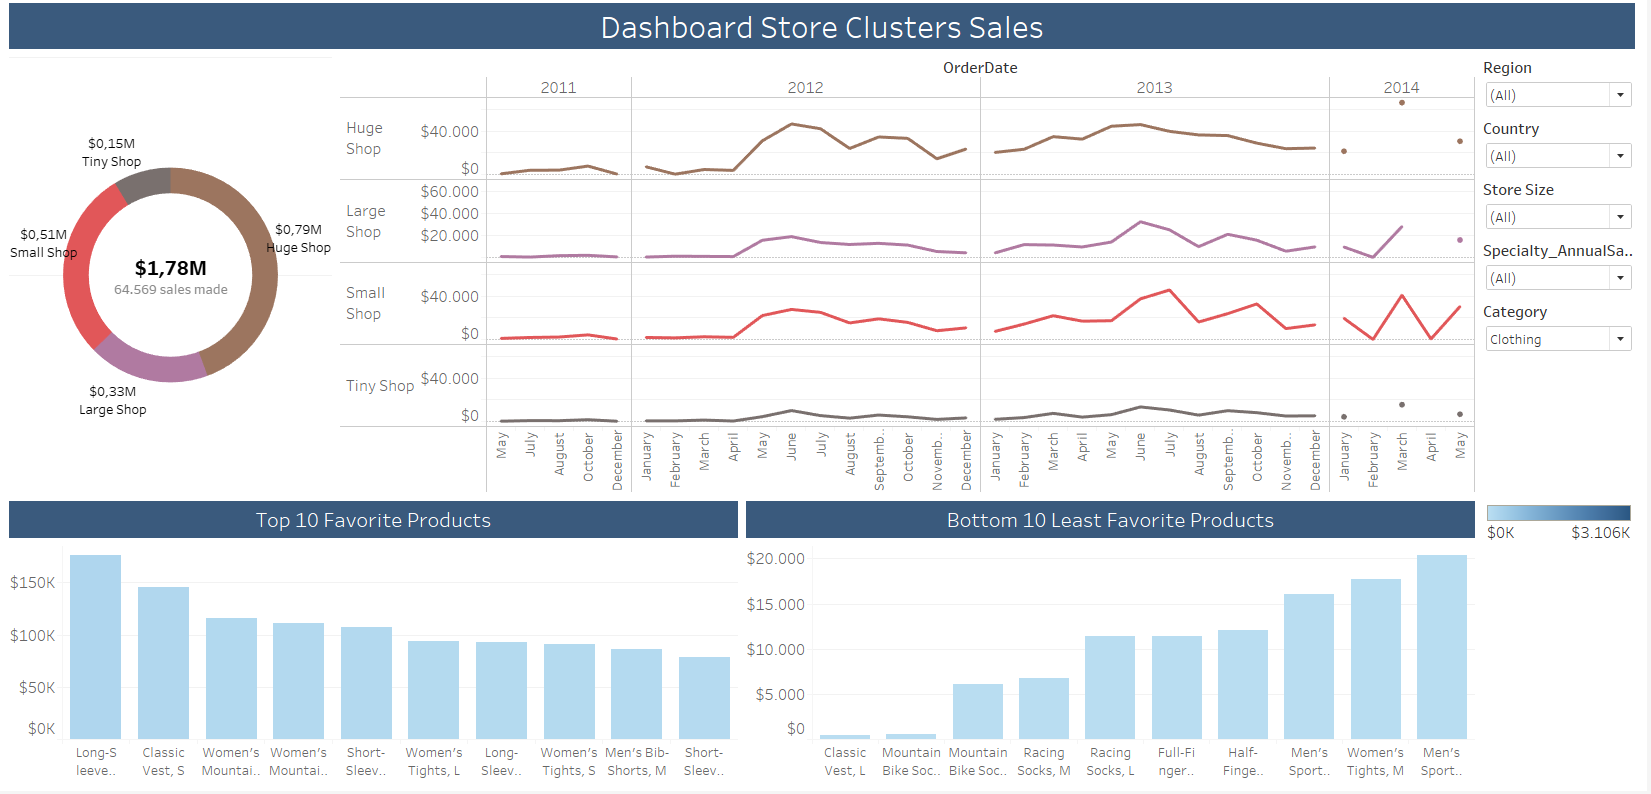 Dashboard Store Clusters Sales
$0,15M
Tiny Shop
$0,51M
Small Shop
$0,79M
Huge Shop
$1,78M
64.569 sales made
$0,33M
Large Shop
OrderDate
2011
2012
2013
2014
Huge
Shop
$40.000
$0
Large
Shop
$60.000
$40.000
$20.000
Small
Shop
$40.000
$0
Tiny Shop
$40.000
$0
May
July
August
October
December
January
February
March
April
May
June
July
August
Septemb..
October
Novemb..
December
January
February
March
April
May
June
July
August
Septemb..
October
Novemb..
December
January
February
March
April
May
Region
(All)
Country
(All)
Store Size
(All)
Specialty_AnnualSa..
(All)
Category
Clothing
Top 10 Favorite Products
$150K
$100K
$50K
$0K
Long-S
leeve..
Classic
Vest, S
Women's
Mountai..
Women's
Mountai..
Short-
Sleev..
Women's
Tights, L
Long-
Sleev..
Women's
Tights, S
Men's Bib-
Shorts, M
Short-
Sleev..
Bottom 10 Least Favorite Products
$20.000
$15.000
$10.000
$5.000
$0
Classic
Vest, L
Mountain
Bike Soc..
Mountain
Bike Soc..
Racing
Socks, M
Racing
Socks, L
Full-Fi
nger..
Half-
Finge..
Men's
Sport..
Women's
Tights, M
Men's
Sport..
$0K
$3.106K